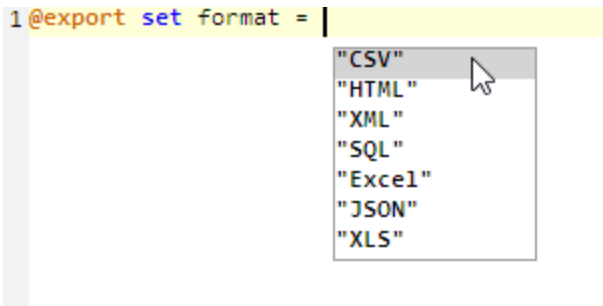 1 @export set format =
"CSV"
"HTML"
"XML"
"SQL"
"Excel"
"JSON"
"XLS"